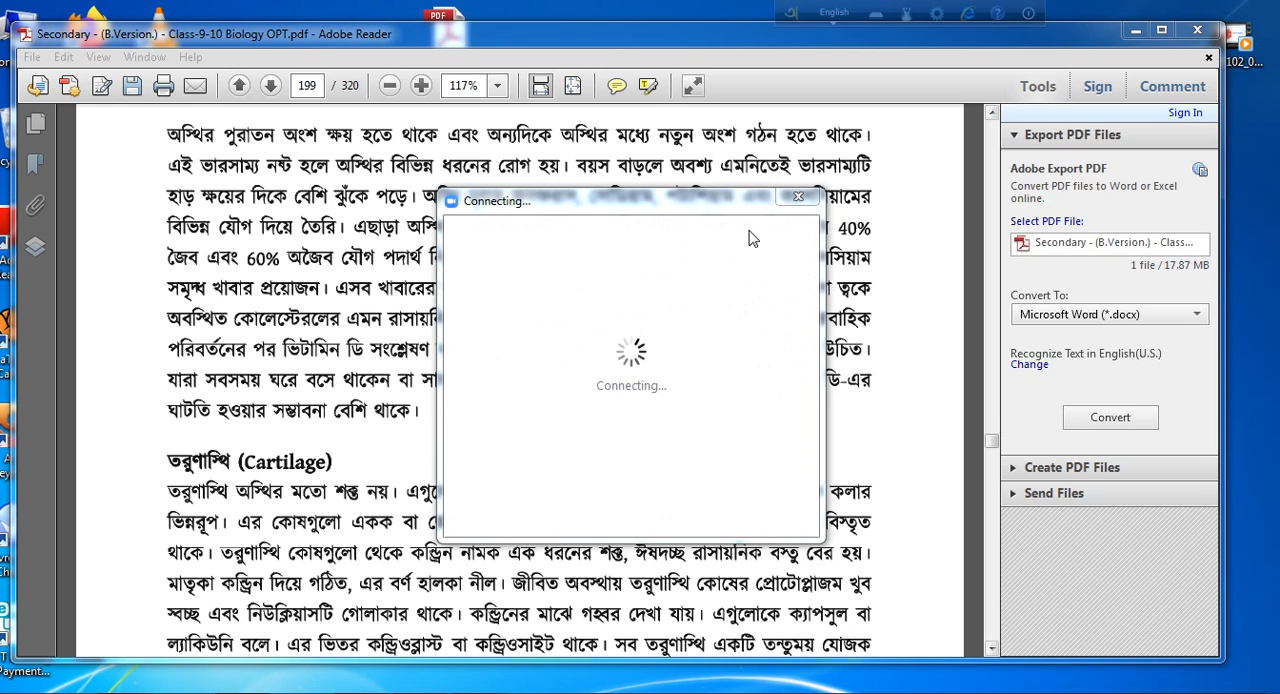 PDF
English
Secondary - (B.Version.) - Class-9-10 Biology OPT.pdf - Adobe Reader
File Edit View Window Help
199 / 320 117% Tools Sign Comment
Sign In
Export PDF Files
Adobe Export PDF
Convert PDF files to Word or Excel
online.
Select PDF File:
Secondary - (B.Version.) - Class...
1 file / 17.87 MB
Convert To:
Microsoft Word (*.docx)
Recognize Text in English(U.S.)
Change
Convert
Create PDF Files
Send Files
অস্থির পুরাতন অংশ ক্ষয় হতে থাকে এবং অন্যদিকে অস্থির মধ্যে নতুন অংশ গঠন হতে থাকে।
এই ভারসাম্য নষ্ট হলে অস্থির বিভিন্ন ধরনের রোগ হয়। বয়স বাড়লে অবশ্য এমনিতেই ভারসাম্যটি
হাড় ক্ষয়ের দিকে বেশি ঝুঁকে পড়ে।
বিভিন্ন যৌগ দিয়ে তৈরি। এছাড়া 40%
জৈব এবং 60% অজৈব যৌগ পদার্থ
সমৃদ্ধ খাবার প্রয়োজন। এসব খাবারের ত্বকে
অবস্থিত কোলেস্টেরলের এমন
পরিবর্তনের পর ভিটামিন ডি সংশ্লেষণ উচিত।
যারা সবসময় ঘরে বসে থাকেন বা ডি-এর
ঘাটতি হওয়ার সম্ভাবনা বেশি থাকে।
Connecting...
Connecting...
তরুণাস্থি (Cartilage)
তরুণাস্থি অস্থির মতো শক্ত নয়। কলার
ভিন্নরূপ। এর কোষগুলো একক বা বিস্তৃত
থাকে। তরুণাস্থি কোষগুলো থেকে কন্ড্রিন নামক এক ধরনের শক্ত, ঈষদচ্ছ রাসায়নিক বস্তু বের হয়।
মাতৃকা কন্ড্রিন দিয়ে গঠিত, এর বর্ণ হালকা নীল। জীবিত অবস্থায় তরুণাস্থি কোষের প্রোটোপ্লাজম খুব
স্বচ্ছ এবং নিউক্লিয়াসটি গোলাকার থাকে। কন্ড্রিনের মাঝে গহ্বর দেখা যায়। এগুলোকে ক্যাপসুল বা
ল্যাকিউনি বলে। এর ভিতর কন্ড্রিওব্লাস্ট বা কন্ড্রিওসাইট থাকে। সব তরুণাস্থি একটি তন্তুময় যোজক
Payment...